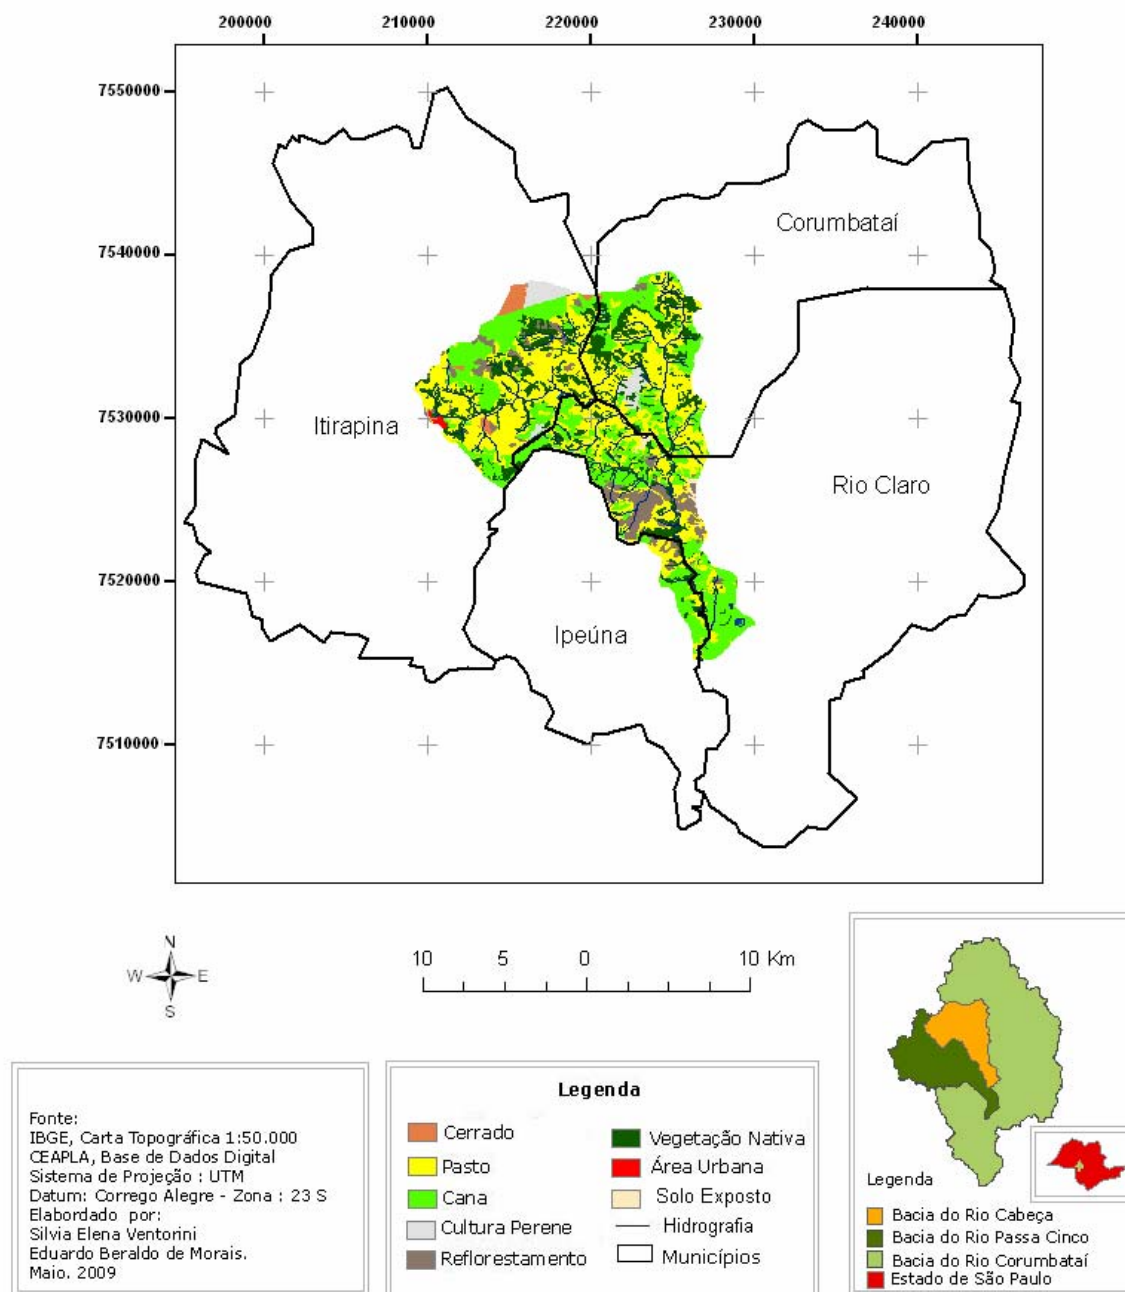 200000 210000 220000 230000 240000
7550000
7540000
7530000
7520000
7510000
Corumbataí
Itirapina
Rio Claro
Ipeúna
N
W E
S
10 5 0 10 Km
Fonte:
IBGE, Carta Topográfica 1:50.000
CEAPLA, Base de Dados Digital
Sistema de Projeção : UTM
Datum: Corrego Alegre - Zona : 23 S
Elaborado por:
Silvia Elena Ventorini
Eduardo Beraldo de Morais.
Maio. 2009
Legenda
Cerrado
Pasto
Cana
Cultura Perene
Reflorestamento
Vegetação Nativa
Área Urbana
Solo Exposto
Hidrografia
Municípios
Legenda
Bacia do Rio Cabeça
Bacia do Rio Passa Cinco
Bacia do Rio Corumbataí
Estado de São Paulo